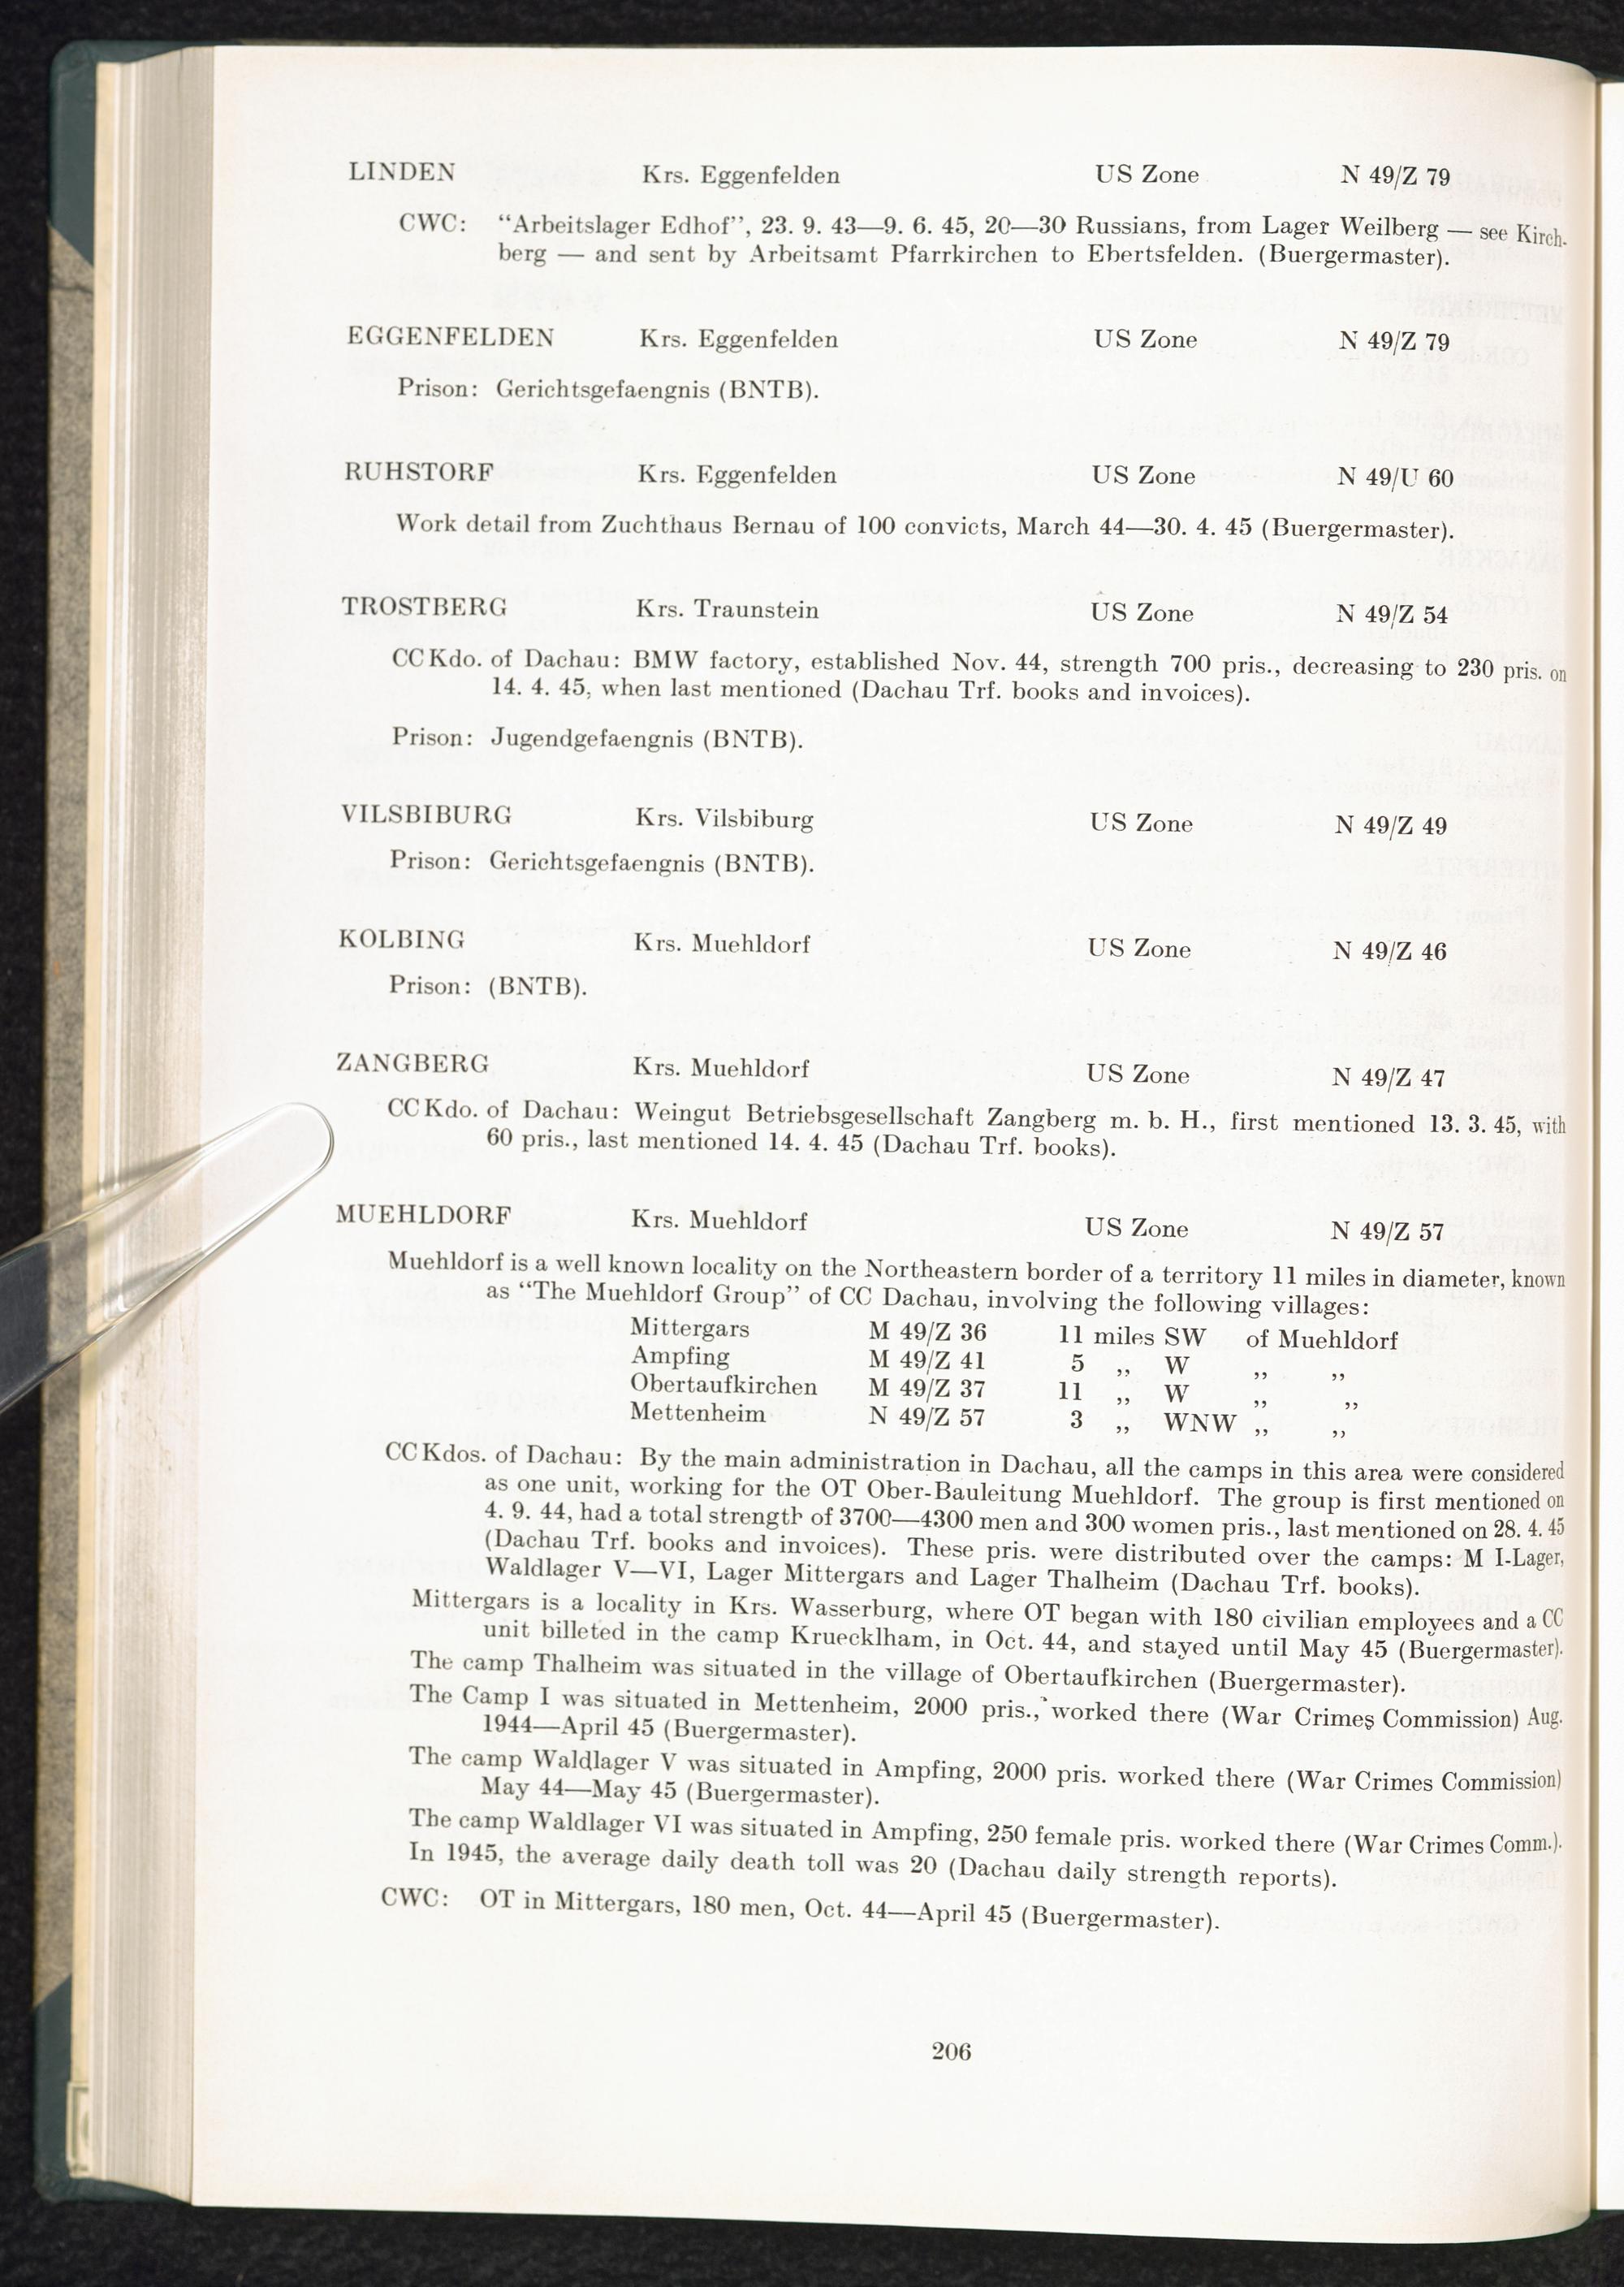 LINDEN Krs. Eggenfelden US Zone N 49/Z 79
CWC: “Arbeitslager Edhof”, 23. 9. 43—9. 6. 45, 20—30 Russians, from Lager Weilberg — see Kirch-
berg — and sent by Arbeitsamt Pfarrkirchen to Ebertsfelden. (Buergermaster).
EGGENFELDEN Krs. Eggenfelden US Zone N 49/Z 79
Prison: Gerichtsgefaengnis (BNTB).
RUHSTORF Krs. Eggenfelden US Zone N 49/U 60
Work detail from Zuchthaus Bernau of 100 convicts, March 44—30. 4. 45 (Buergermaster).
TROSTBERG Krs. Traunstein US Zone N 49/Z 54
CC Kdo. of Dachau: BMW factory, established Nov. 44, strength 700 pris., decreasing to 230 pris. on
14. 4. 45, when last mentioned (Dachau Trf. books and invoices).
Prison: Jugendgefaengnis (BNTB).
VILSBIBURG Krs. Vilsbiburg US Zone N 49/Z 49
Prison: Gerichtsgefaengnis (BNTB).
KOLBING Krs. Muehldorf US Zone N 49/Z 46
Prison: (BNTB).
ZANGBERG Krs. Muehldorf US Zone N 49/Z 47
CC Kdo. of Dachau: Weingut Betriebsgesellschaft Zangberg m. b. H., first mentioned 13. 3. 45, with
60 pris., last mentioned 14. 4. 45 (Dachau Trf. books).
MUEHLDORF Krs. Muehldorf US Zone N 49/Z 57
Muehldorf is a well known locality on the Northeastern border of a territory 11 miles in diameter, known
as “The Muehldorf Group” of CC Dachau, involving the following villages:
Mittergars M 49/Z 36 11 miles SW of Muehldorf
Ampfing M 49/Z 41 5 „ W „ „
Obertaufkirchen M 49/Z 37 11 „ W „ „
Mettenheim N 49/Z 57 3 „ WNW „ „
CC Kdos. of Dachau: By the main administration in Dachau, all the camps in this area were considered
as one unit, working for the OT Ober-Bauleitung Muehldorf. The group is first mentioned on
4. 9. 44, had a total strength of 3700—4300 men and 300 women pris., last mentioned on 28. 4. 45
(Dachau Trf. books and invoices). These pris. were distributed over the camps: M I-Lager,
Waldlager V—VI, Lager Mittergars and Lager Thalheim (Dachau Trf. books).
Mittergars is a locality in Krs. Wasserburg, where OT began with 180 civilian employees and a CC
unit billeted in the camp Kruecklham, in Oct. 44, and stayed until May 45 (Buergermaster).
The camp Thalheim was situated in the village of Obertaufkirchen (Buergermaster).
The Camp I was situated in Mettenheim, 2000 pris., worked there (War Crimes Commission) Aug.
1944—April 45 (Buergermaster).
The camp Waldlager V was situated in Ampfing, 2000 pris. worked there (War Crimes Commission)
May 44—May 45 (Buergermaster).
The camp Waldlager VI was situated in Ampfing, 250 female pris. worked there (War Crimes Comm.).
In 1945, the average daily death toll was 20 (Dachau daily strength reports).
CWC: OT in Mittergars, 180 men, Oct. 44—April 45 (Buergermaster).
206